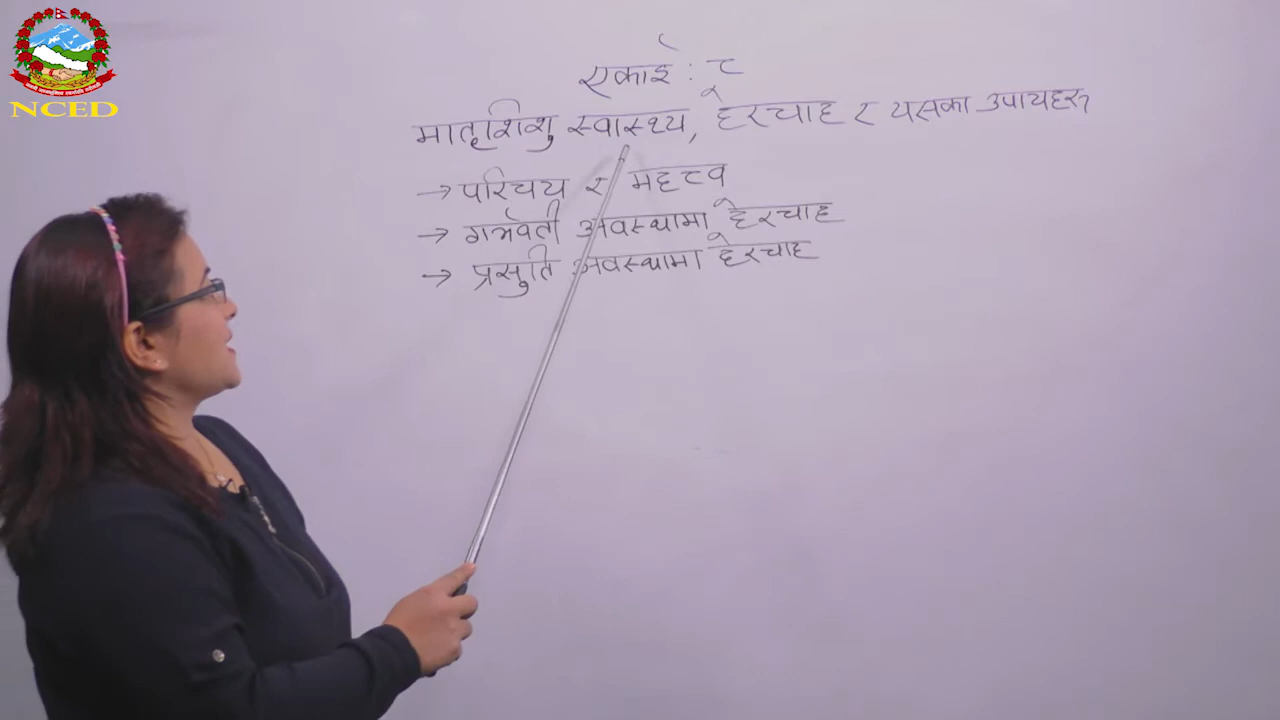 NCED
एकाई : ८
मातृशिशु स्वास्थ्य, हेरचाह र यसका उपायहरु
→ परिचय र महत्त्व
→ गर्भवती अवस्थामा हेरचाह
→ प्रसुति अवस्थामा हेरचाह